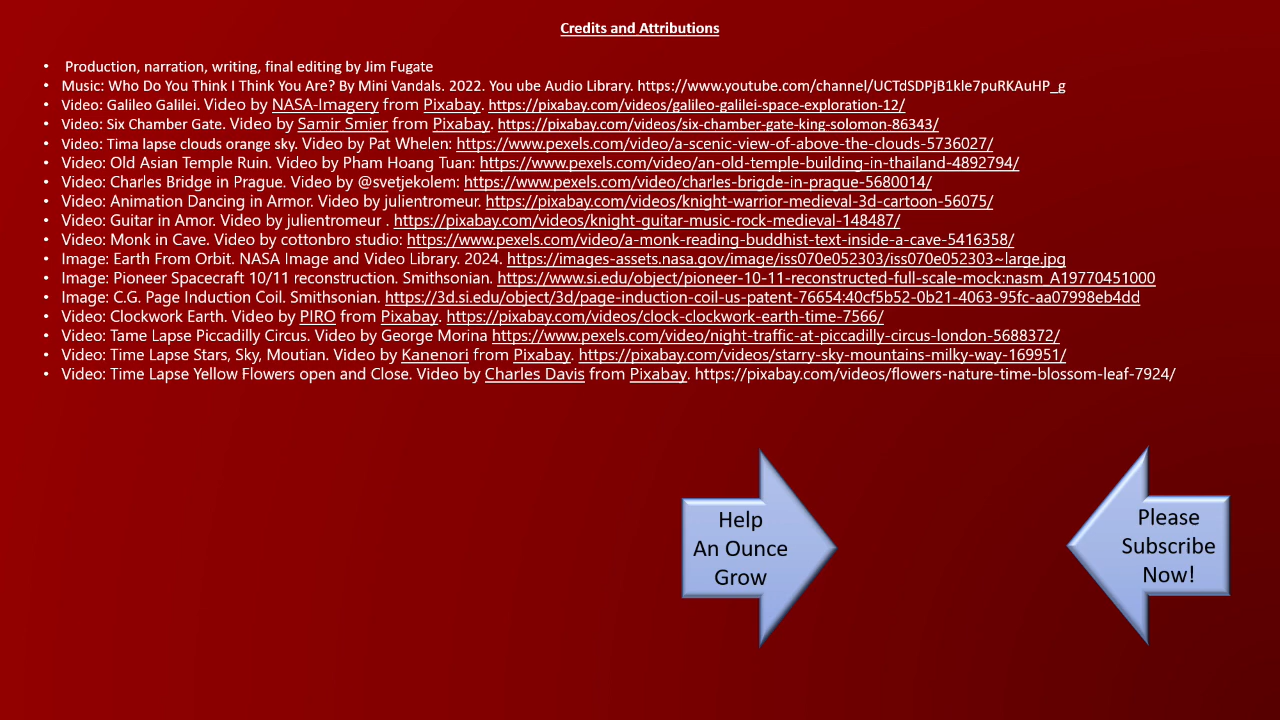 Credits and Attributions
• Production, narration, writing, final editing by Jim Fugate
• Music: Who Do You Think I Think You Are? By Mini Vandals. 2022. You ube Audio Library. https://www.youtube.com/channel/UCTdSDPjB1kle7puRKAuHP_g
• Video: Galileo Galilei. Video by NASA-Imagery from Pixabay. https://pixabay.com/videos/galileo-galilei-space-exploration-12/
• Video: Six Chamber Gate. Video by Samir Smier from Pixabay. https://pixabay.com/videos/six-chamber-gate-king-solomon-86343/
• Video: Tima lapse clouds orange sky. Video by Pat Whelen: https://www.pexels.com/video/a-scenic-view-of-above-the-clouds-5736027/
• Video: Old Asian Temple Ruin. Video by Pham Hoang Tuan: https://www.pexels.com/video/an-old-temple-building-in-thailand-4892794/
• Video: Charles Bridge in Prague. Video by @svetjekolem: https://www.pexels.com/video/charles-brigde-in-prague-5680014/
• Video: Animation Dancing in Armor. Video by julientromeur. https://pixabay.com/videos/knight-warrior-medieval-3d-cartoon-56075/
• Video: Guitar in Amor. Video by julientromeur . https://pixabay.com/videos/knight-guitar-music-rock-medieval-148487/
• Video: Monk in Cave. Video by cottonbro studio: https://www.pexels.com/video/a-monk-reading-buddhist-text-inside-a-cave-5416358/
• Image: Earth From Orbit. NASA Image and Video Library. 2024. https://images-assets.nasa.gov/image/iss070e052303/iss070e052303~large.jpg
• Image: Pioneer Spacecraft 10/11 reconstruction. Smithsonian. https://www.si.edu/object/pioneer-10-11-reconstructed-full-scale-mock:nasm_A19770451000
• Image: C.G. Page Induction Coil. Smithsonian. https://3d.si.edu/object/3d/page-induction-coil-us-patent-76654:40cf5b52-0b21-4063-95fc-aa07998eb4dd
• Video: Clockwork Earth. Video by PIRO from Pixabay. https://pixabay.com/videos/clock-clockwork-earth-time-7566/
• Video: Tame Lapse Piccadilly Circus. Video by George Morina https://www.pexels.com/video/night-traffic-at-piccadilly-circus-london-5688372/
• Video: Time Lapse Stars, Sky, Moutian. Video by Kanenori from Pixabay. https://pixabay.com/videos/starry-sky-mountains-milky-way-169951/
• Video: Time Lapse Yellow Flowers open and Close. Video by Charles Davis from Pixabay. https://pixabay.com/videos/flowers-nature-time-blossom-leaf-7924/
Help
An Ounce
Grow
Please
Subscribe
Now!